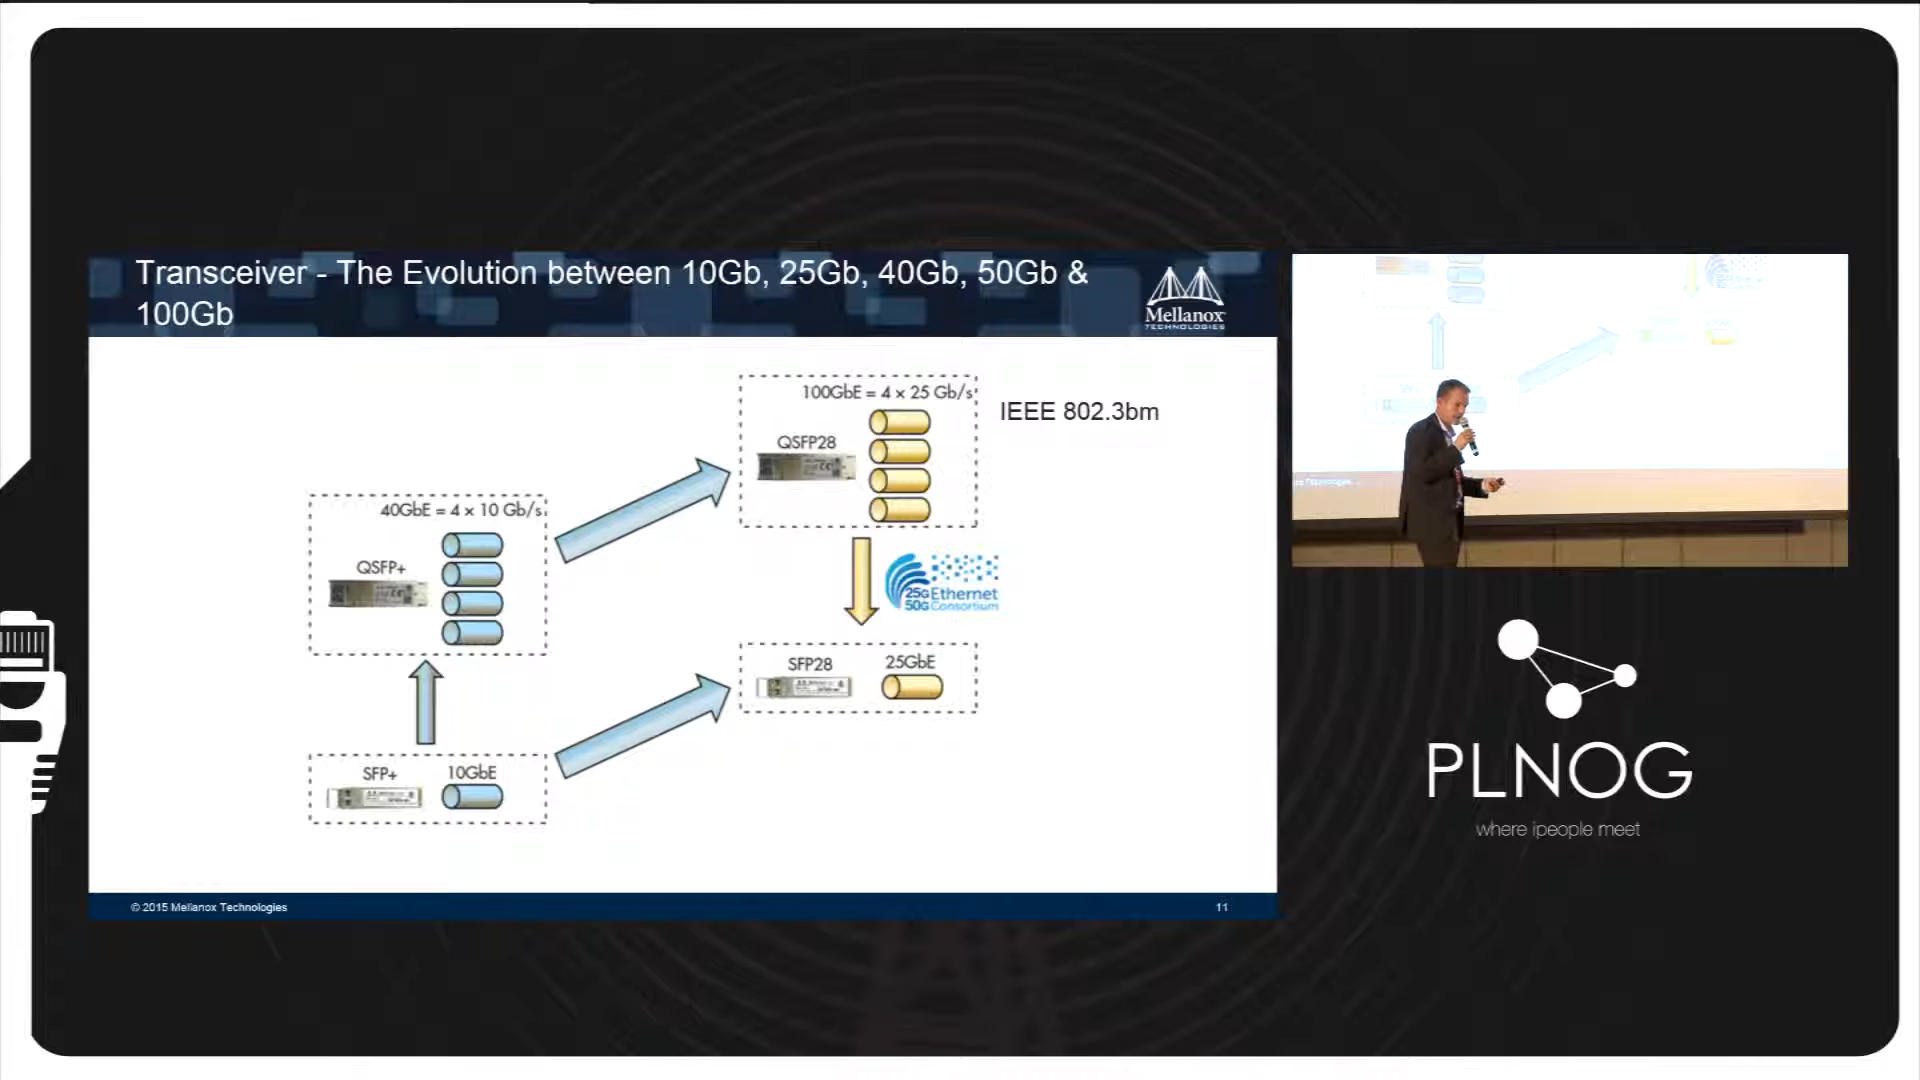 Transceiver - The Evolution between 10Gb, 25Gb, 40Gb, 50Gb &
100Gb
Mellanox
TECHNOLOGIES
100GbE = 4 x 25 Gb/s
IEEE 802.3bm
QSFP28
40GbE = 4 x 10 Gb/s
QSFP+
25G Ethernet
50G Consortium
SFP28
25GbE
SFP+
10GbE
© 2015 Mellanox Technologies
11
PLNOG
where ipeople meet